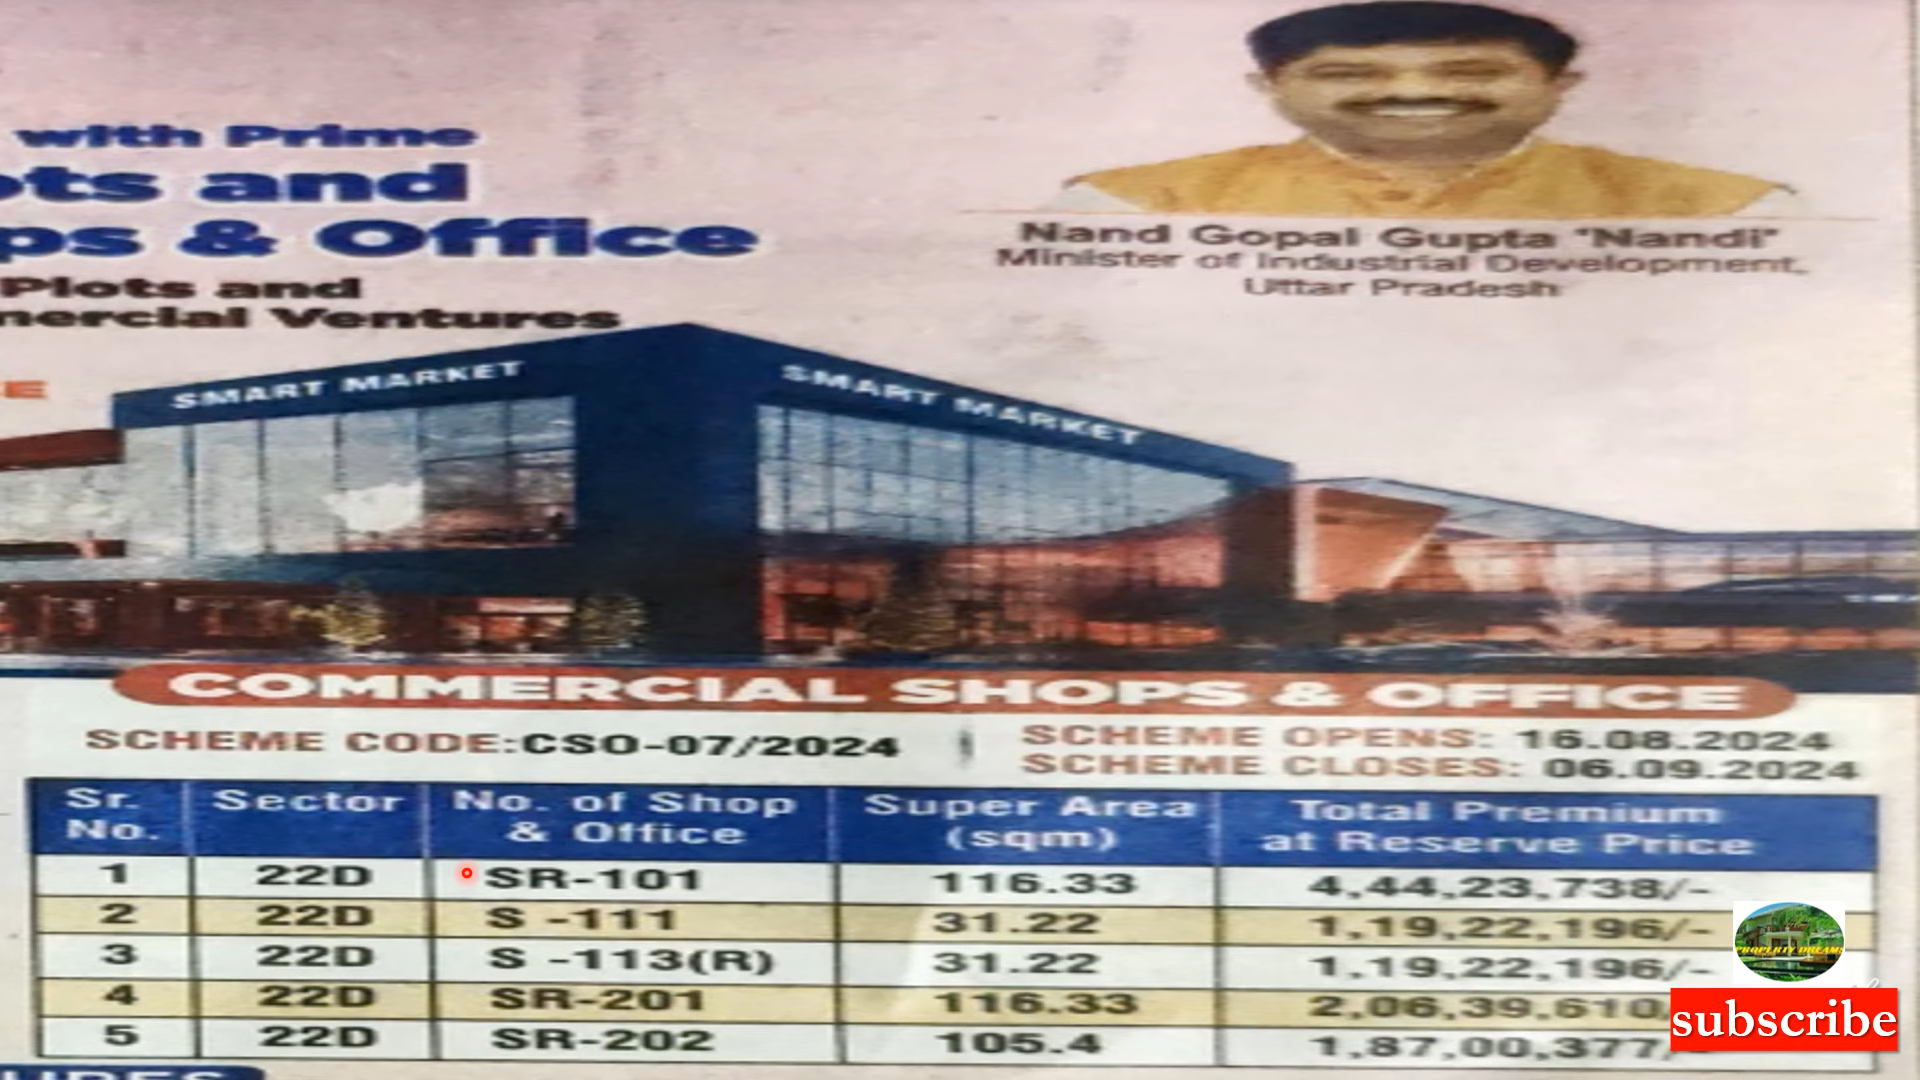 with Prime
ots and
ps & Office
Plots and
mercial Ventures
E
Nand Gopal Gupta "Nandi"
Minister of Industrial Development,
Uttar Pradesh
SMART MARKET
SMART MARKET
COMMERCIAL SHOPS & OFFICE
SCHEME CODE:CSO-07/2024
SCHEME OPENS: 16.08.2024
SCHEME CLOSES: 06.09.2024
Sr. No. Sector No. of Shop & Office Super Area (sqm) Total Premium at Reserve Price
1 22D SR-101 116.33 4,44,23,738/-
2 22D S -111 31.22 1,19,22,196/-
3 22D S -113(R) 31.22 1,19,22,196/-
4 22D SR-201 116.33 2,06,39,610
5 22D SR-202 105.4 1,87,00,377/-
PROPERTY DREAMS
subscribe